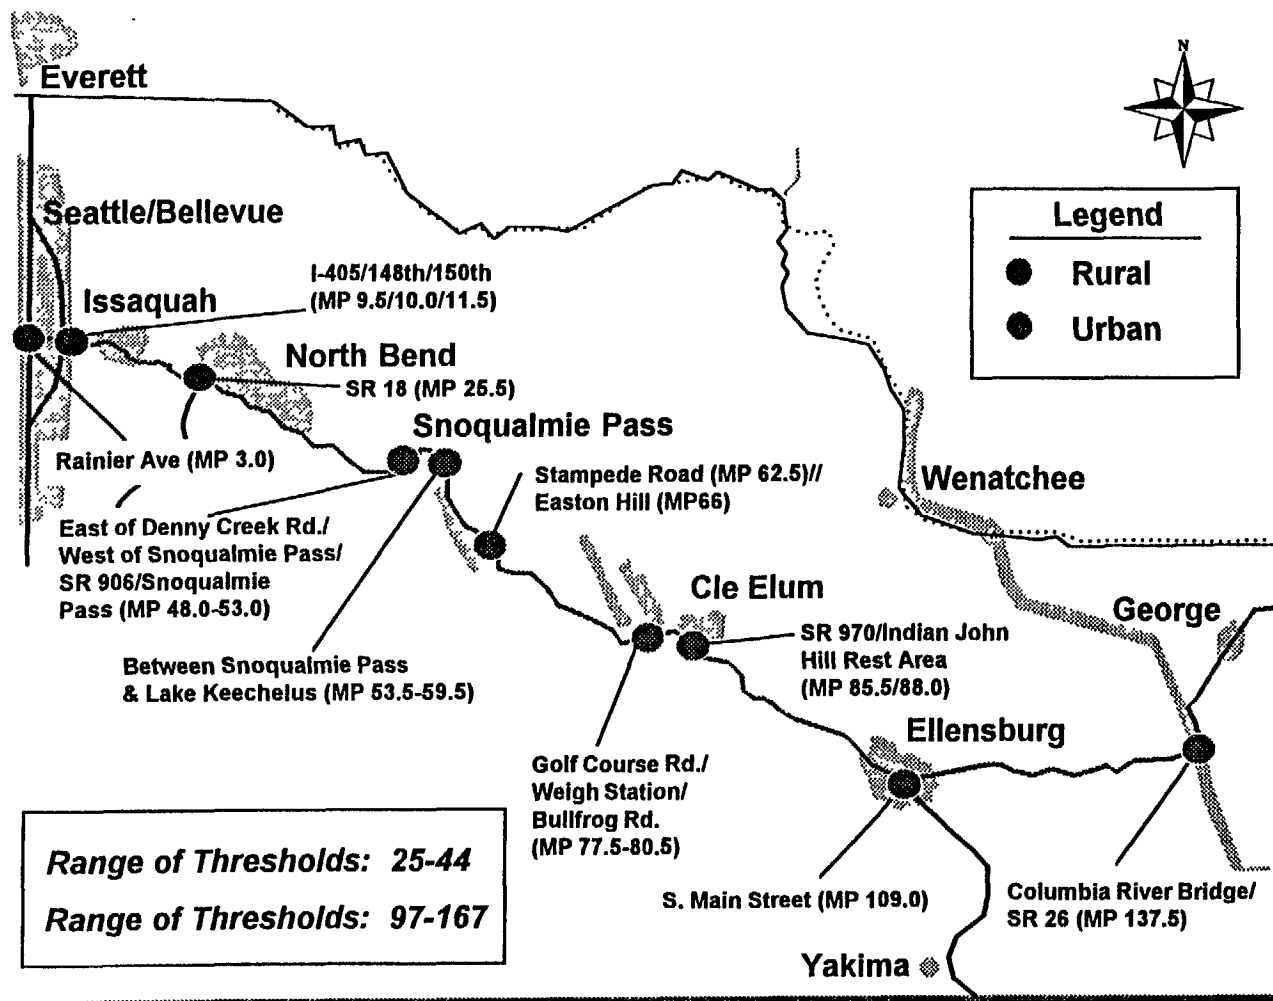 N
Everett
Seattle/Bellevue
Legend
Rural
Urban
I-405/148th/150th
(MP 9.5/10.0/11.5)
Issaquah
North Bend
SR 18 (MP 25.5)
Snoqualmie Pass
Rainier Ave (MP 3.0)
Stampede Road (MP 62.5)//
Easton Hill (MP66)
Wenatchee
East of Denny Creek Rd./
West of Snoqualmie Pass/
SR 906/Snoqualmie
Pass (MP 48.0-53.0)
Cle Elum
George
SR 970/Indian John
Hill Rest Area
(MP 85.5/88.0)
Between Snoqualmie Pass
& Lake Keechelus (MP 53.5-59.5)
Ellensburg
Golf Course Rd./
Weigh Station/
Bullfrog Rd.
(MP 77.5-80.5)
Range of Thresholds: 25-44
Range of Thresholds: 97-167
S. Main Street (MP 109.0)
Columbia River Bridge/
SR 26 (MP 137.5)
Yakima